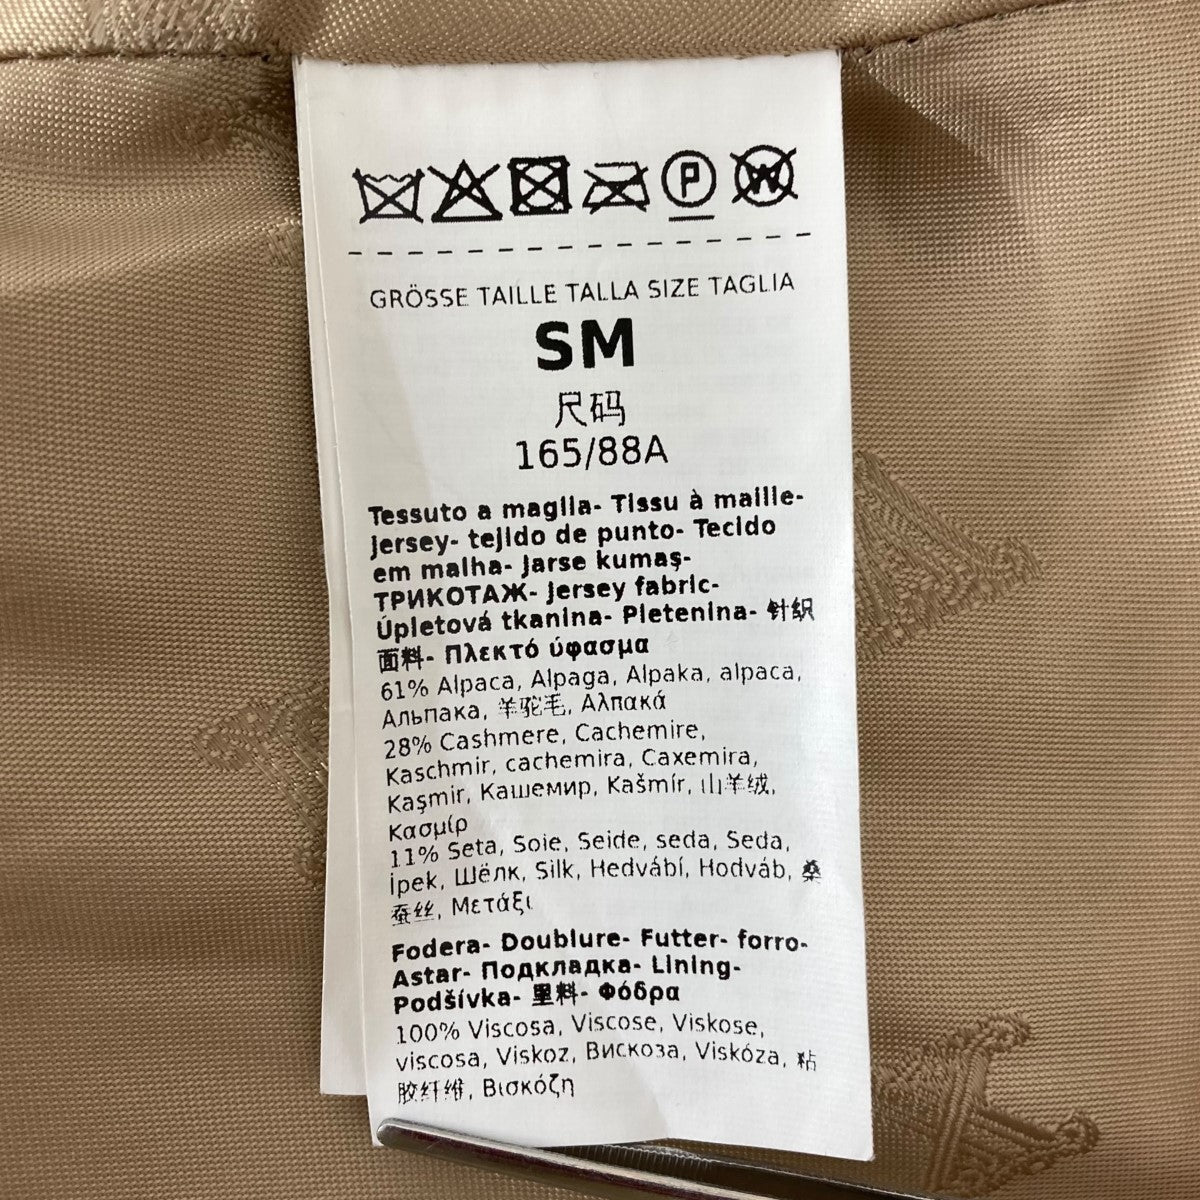 P
W
GRÖSSE TAILLE TALLA SIZE TAGLIA
SM
尺码
165/88A
Tessuto a maglia- Tissu à maille-
jersey- tejido de punto- Tecido
em malha- Jarse kumaş-
ТРИКОТАЖ- Jersey fabric-
Úpletová tkanina- Pletenina- 针织
面料- Πλεκτό ύφασμα
61% Alpaca, Alpaga, Alpaka, alpaca,
Альпака, 羊驼毛, Αλπακά
28% Cashmere, Cachemire,
Kaschmir, cachemira, Caxemira,
Kaşmir, Кашемир, Kašmír, 山羊绒,
Κασμίρ
11% Seta, Soie, Seide, seda, Seda,
İpek, Шёлк, Silk, Hedvábí, Hodváb, 桑
蚕丝, Μετάξι
Fodera- Doublure- Futter- forro-
Astar- Подкладка- Lining-
Podšívka- 里料- Φόδρα
100% Viscosa, Viscose, Viskose,
viscosa, Viskoz, Вискоза, Viskóza, 粘
胶纤维, Βισκόζη